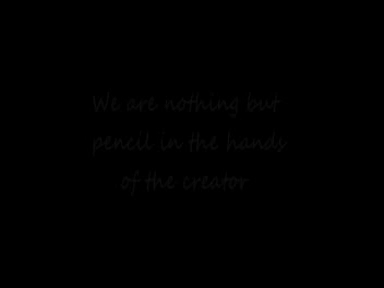 We are nothing but
pencil in the hands
of the creator